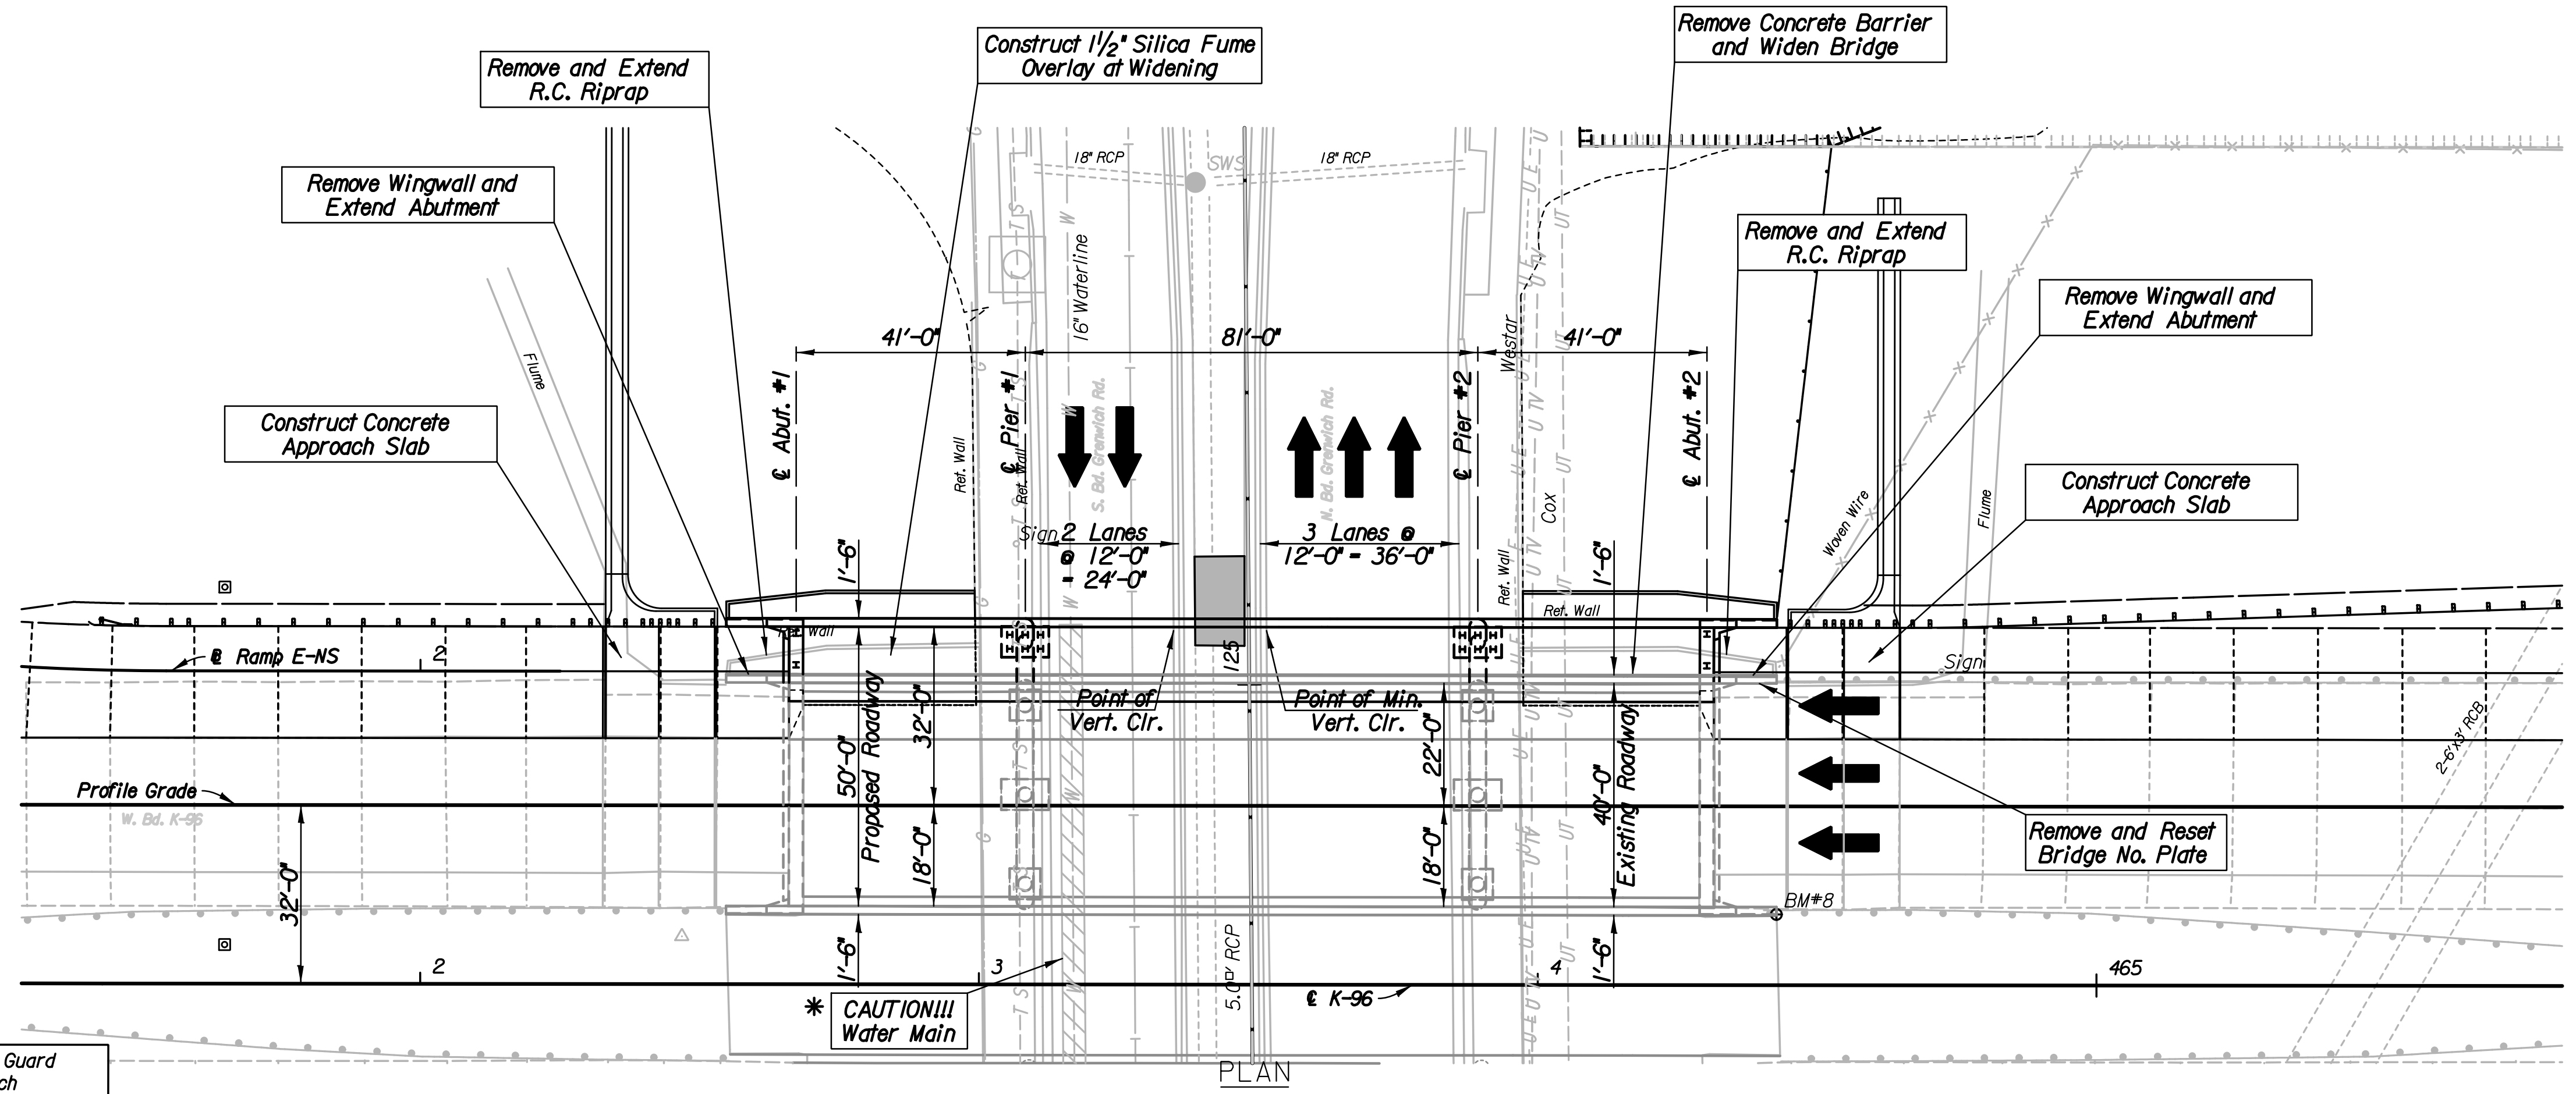 Remove Concrete Barrier
and Widen Bridge
Construct 1 1/2" Silica Fume
Overlay at Widening
Remove and Extend
R.C. Riprap
Remove Wingwall and
Extend Abutment
18" RCP
SWS
18" RCP
Remove and Extend
R.C. Riprap
16" Waterline
Remove Wingwall and
Extend Abutment
41'-0"
81'-0"
41'-0"
Westar
Flume
℄ Abut. #1
℄ Pier #1
℄ Pier #2
℄ Abut. #2
S. Bd. Greenwich Rd.
N. Bd. Greenwich Rd.
Construct Concrete
Approach Slab
Ret. Wall
Ret. Wall
Construct Concrete
Approach Slab
Cox
Woven Wire
Flume
Sign
2 Lanes
@ 12'-0"
= 24'-0"
3 Lanes @
12'-0" = 36'-0"
1'-6"
1'-6"
Ret. Wall
Ret. Wall
Ret. Wall
℄ Ramp E-NS
2
125
Sign
Point of
Vert. Clr.
Point of Min.
Vert. Clr.
50'-0"
Proposed Roadway
32'-0"
22'-0"
40'-0"
Existing Roadway
2-6'x3' RCB
Profile Grade
W. Bd. K-96
18'-0"
18'-0"
Remove and Reset
Bridge No. Plate
32'-0"
BM#8
1'-6"
5.0' RCP
1'-6"
2
3
4
465
℄ K-96
* CAUTION!!!
Water Main
G
T S
W
UE
UTV
UT
Guard
ch
PLAN